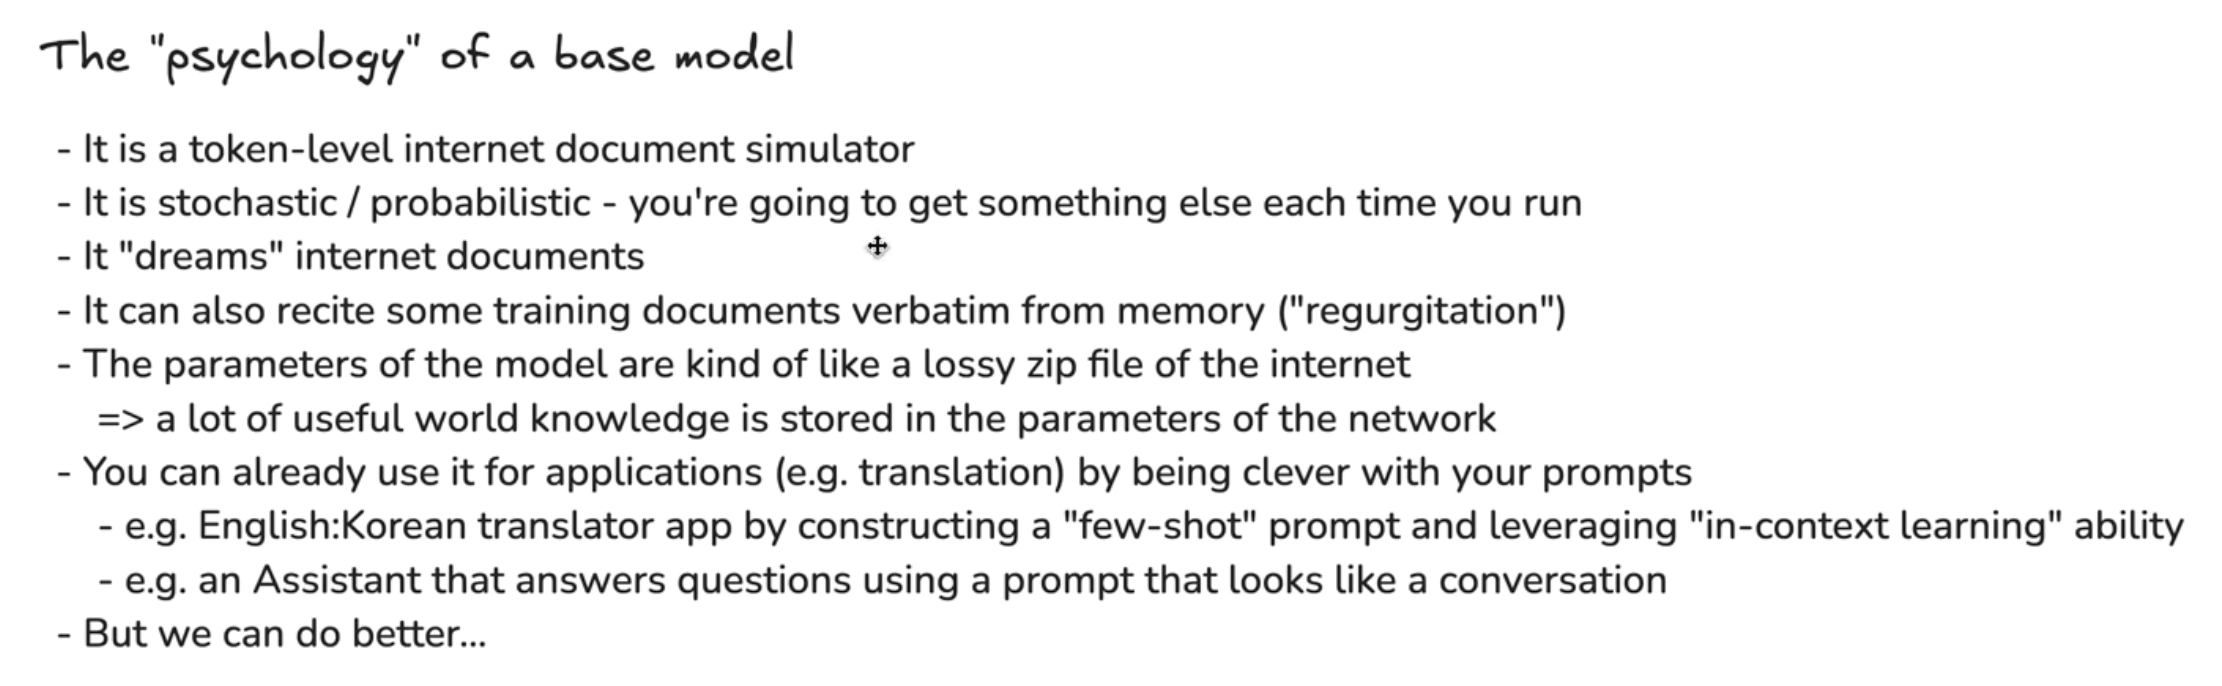 The "psychology" of a base model
- It is a token-level internet document simulator
- It is stochastic / probabilistic - you're going to get something else each time you run
- It "dreams" internet documents
- It can also recite some training documents verbatim from memory ("regurgitation")
- The parameters of the model are kind of like a lossy zip file of the internet
=> a lot of useful world knowledge is stored in the parameters of the network
- You can already use it for applications (e.g. translation) by being clever with your prompts
- e.g. English:Korean translator app by constructing a "few-shot" prompt and leveraging "in-context learning" ability
- e.g. an Assistant that answers questions using a prompt that looks like a conversation
- But we can do better...